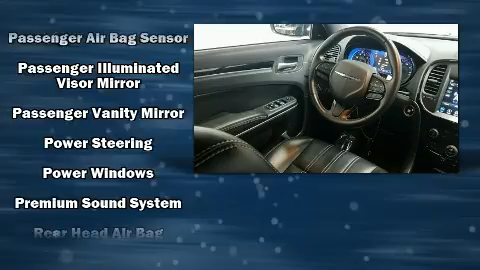 Passenger Air Bag Sensor
Passenger Illuminated
Visor Mirror
Passenger Vanity Mirror
Power Steering
Power Windows
Premium Sound System
Rear Head Air Bag